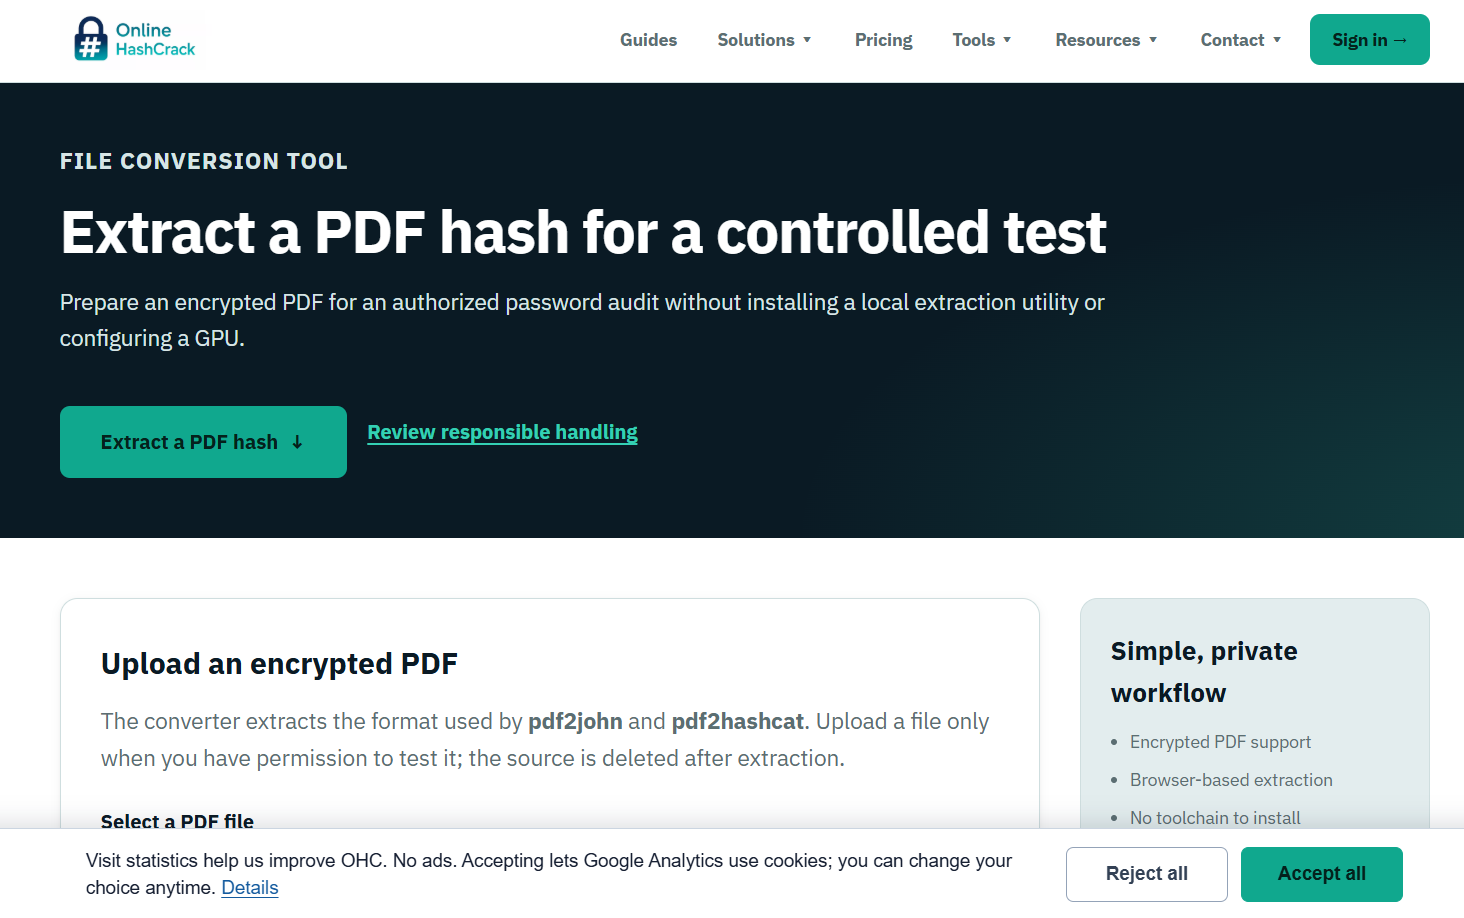 Online
HashCrack
Guides
Solutions ▼
Pricing
Tools ▼
Resources ▼
Contact ▼
Sign in →
FILE CONVERSION TOOL
Extract a PDF hash for a controlled test
Prepare an encrypted PDF for an authorized password audit without installing a local extraction utility or
configuring a GPU.
Extract a PDF hash ↓
Review responsible handling
Upload an encrypted PDF
The converter extracts the format used by pdf2john and pdf2hashcat. Upload a file only
when you have permission to test it; the source is deleted after extraction.
Select a PDF file
Simple, private
workflow
• Encrypted PDF support
• Browser-based extraction
• No toolchain to install
Visit statistics help us improve OHC. No ads. Accepting lets Google Analytics use cookies; you can change your
choice anytime. Details
Reject all
Accept all